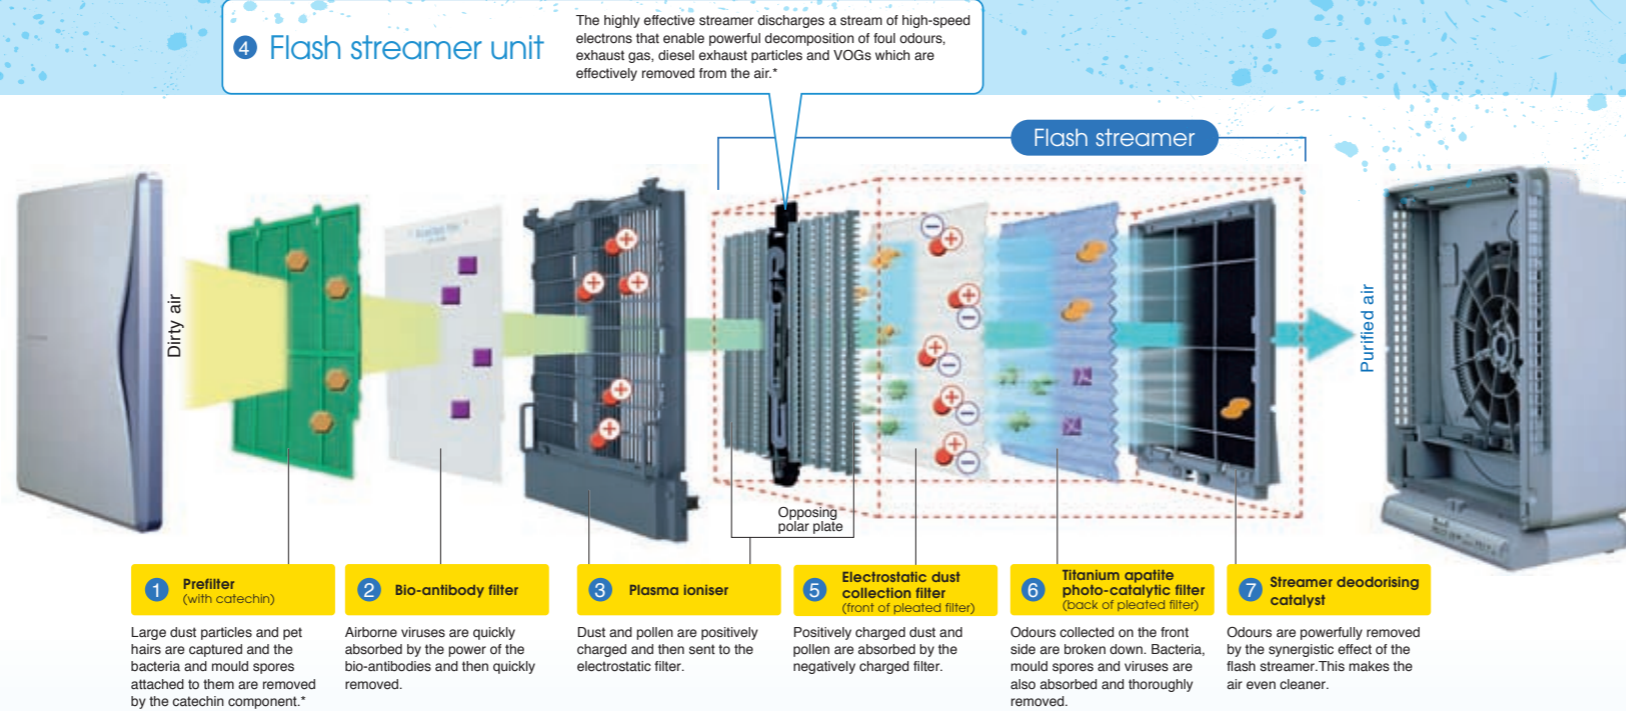 4 Flash streamer unit
The highly effective streamer discharges a stream of high-speed
electrons that enable powerful decomposition of foul odours,
exhaust gas, diesel exhaust particles and VOGs which are
effectively removed from the air.*
Flash streamer
Dirty air
Purified air
Opposing
polar plate
1 Prefilter
(with catechin)
Large dust particles and pet
hairs are captured and the
bacteria and mould spores
attached to them are removed
by the catechin component.*
2 Bio-antibody filter
Airborne viruses are quickly
absorbed by the power of the
bio-antibodies and then quickly
removed.
3 Plasma ioniser
Dust and pollen are positively
charged and then sent to the
electrostatic filter.
5 Electrostatic dust
collection filter
(front of pleated filter)
Positively charged dust and
pollen are absorbed by the
negatively charged filter.
6 Titanium apatite
photo-catalytic filter
(back of pleated filter)
Odours collected on the front
side are broken down. Bacteria,
mould spores and viruses are
also absorbed and thoroughly
removed.
7 Streamer deodorising
catalyst
Odours are powerfully removed
by the synergistic effect of the
flash streamer.This makes the
air even cleaner.